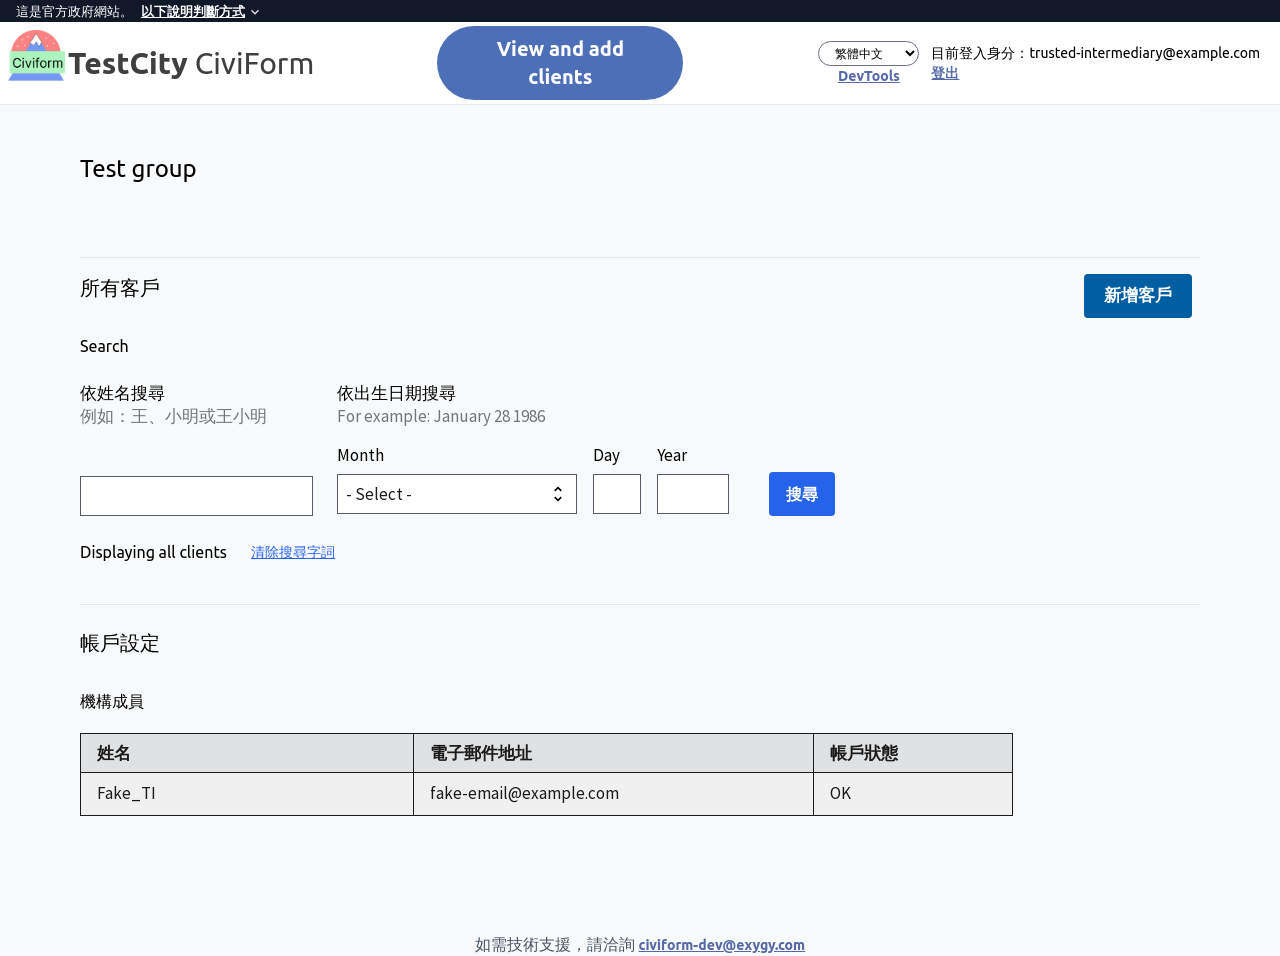 這是官方政府網站。 以下說明判斷方式
Civiform
TestCity CiviForm
View and add
clients
繁體中文
DevTools
目前登入身分：trusted-intermediary@example.com
登出
Test group
所有客戶
新增客戶
Search
依姓名搜尋
例如：王、小明或王小明
依出生日期搜尋
For example: January 28 1986
Month
Day
Year
- Select -
搜尋
Displaying all clients
清除搜尋字詞
帳戶設定
機構成員
姓名 電子郵件地址 帳戶狀態
Fake_TI fake-email@example.com OK
如需技術支援，請洽詢 civiform-dev@exygy.com